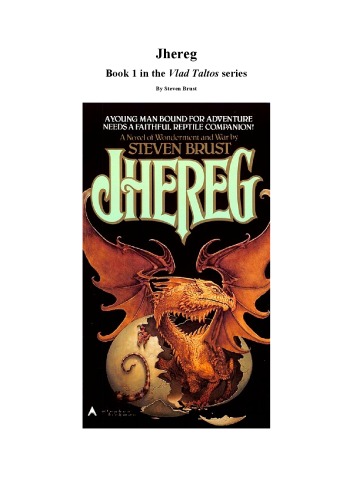 Jhereg
Book 1 in the Vlad Taltos series
By Steven Brust
A YOUNG MAN BOUND FOR ADVENTURE
NEEDS A FAITHFUL REPTILE COMPANION!
A Novel of Wonderment and War by
STEVEN BRUST
JHEREG